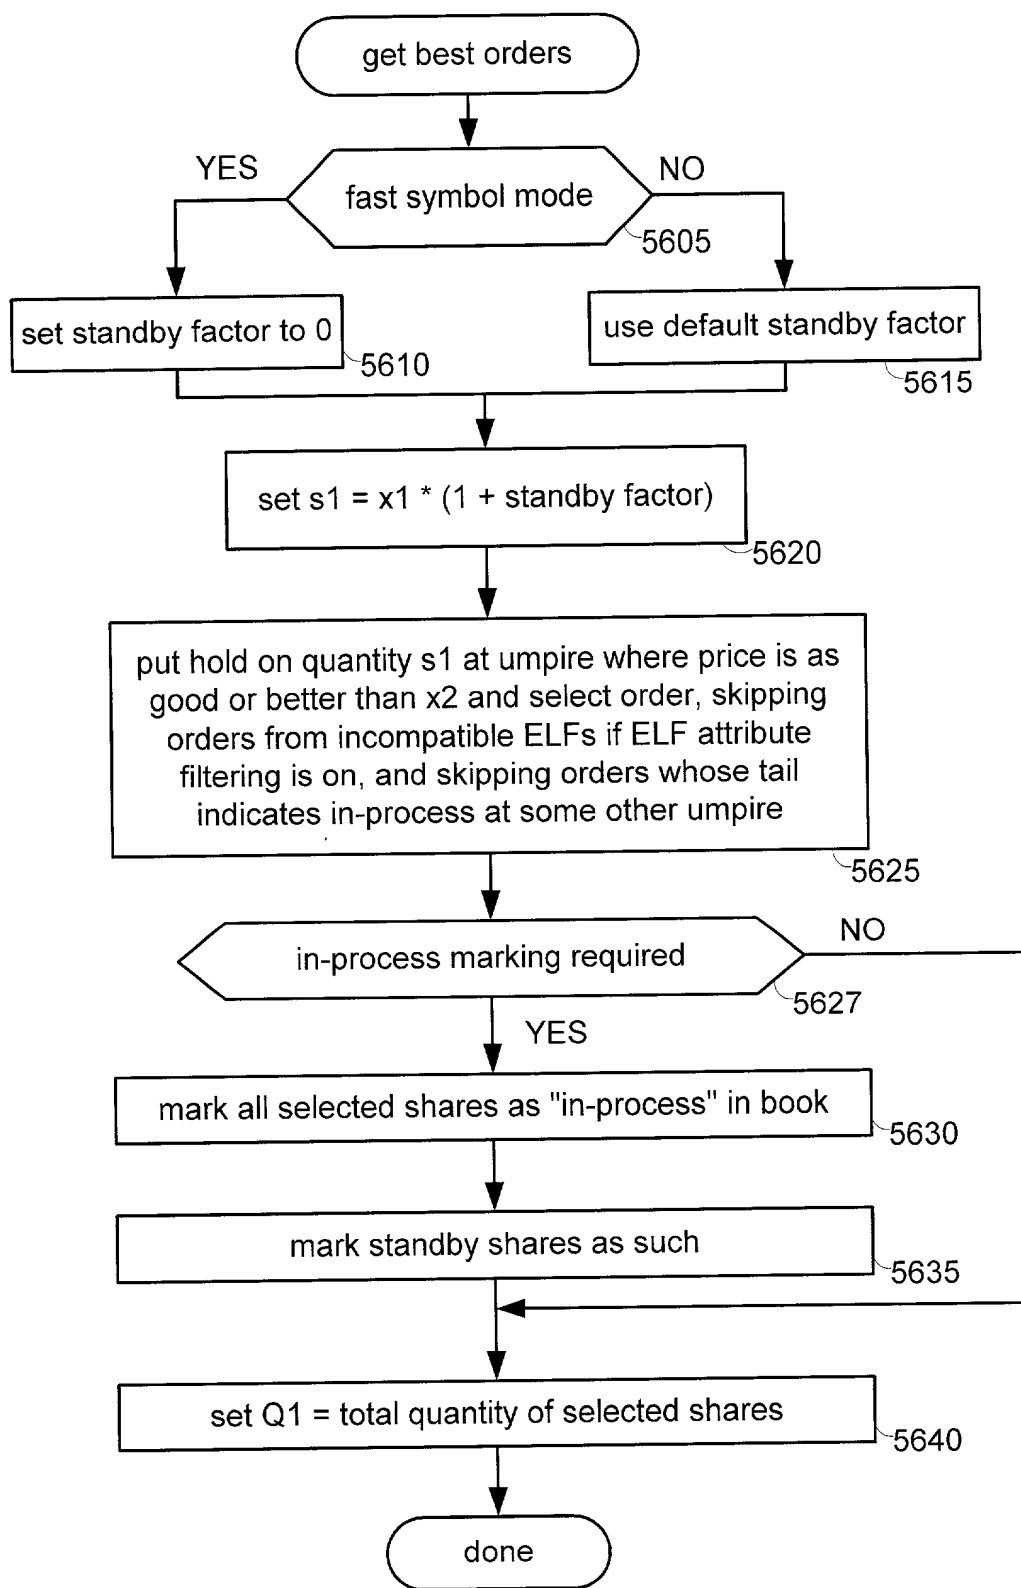 get best orders
YES
NO
fast symbol mode
5605
set standby factor to 0
5610
use default standby factor
5615
set s1 = x1 * (1 + standby factor)
5620
put hold on quantity s1 at umpire where price is as
good or better than x2 and select order, skipping
orders from incompatible ELFs if ELF attribute
filtering is on, and skipping orders whose tail
indicates in-process at some other umpire
5625
in-process marking required
NO
5627
YES
mark all selected shares as "in-process" in book
5630
mark standby shares as such
5635
set Q1 = total quantity of selected shares
5640
done